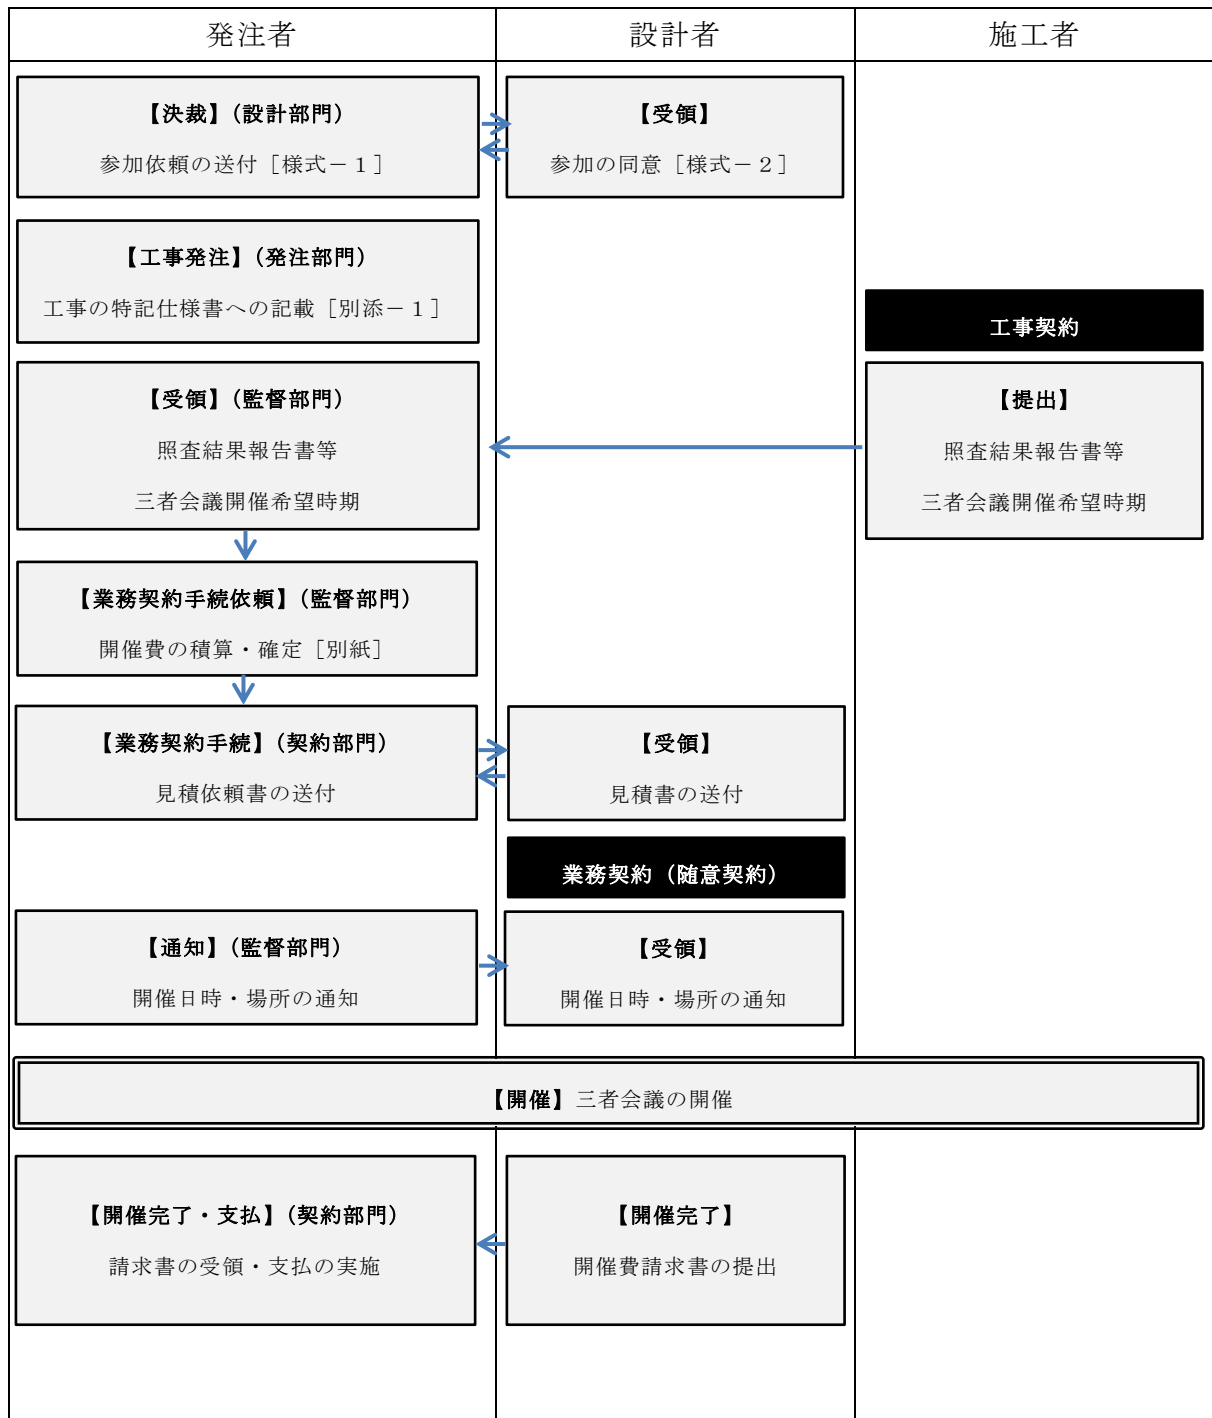 発注者
設計者
施工者
【決裁】（設計部門）
参加依頼の送付［様式－１］
【受領】
参加の同意［様式－２］
【工事発注】（発注部門）
工事の特記仕様書への記載［別添－１］
工事契約
【受領】（監督部門）
照査結果報告書等
三者会議開催希望時期
【提出】
照査結果報告書等
三者会議開催希望時期
【業務契約手続依頼】（監督部門）
開催費の積算・確定［別紙］
【業務契約手続】（契約部門）
見積依頼書の送付
【受領】
見積書の送付
業務契約（随意契約）
【通知】（監督部門）
開催日時・場所の通知
【受領】
開催日時・場所の通知
【開催】三者会議の開催
【開催完了・支払】（契約部門）
請求書の受領・支払の実施
【開催完了】
開催費請求書の提出